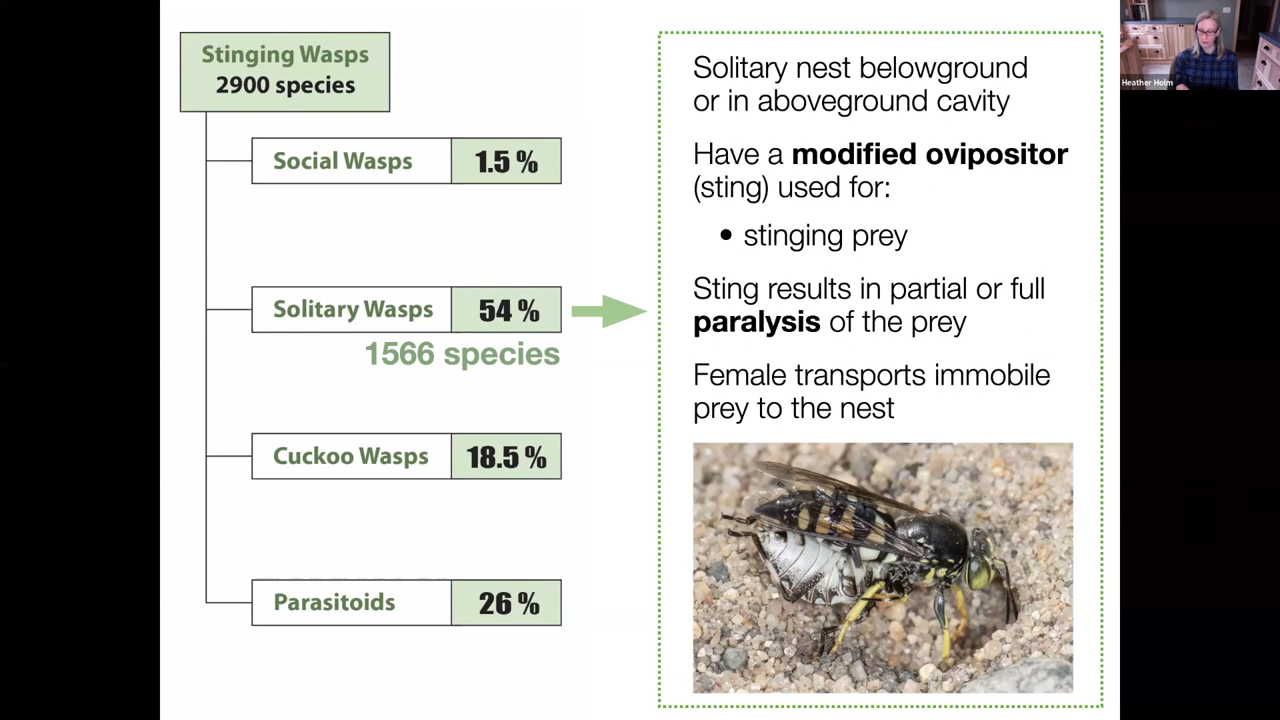 Stinging Wasps
2900 species
Social Wasps 1.5 %
Solitary Wasps 54 %
1566 species
Cuckoo Wasps 18.5 %
Parasitoids 26 %
Solitary nest belowground
or in aboveground cavity
Have a modified ovipositor
(sting) used for:
• stinging prey
Sting results in partial or full
paralysis of the prey
Female transports immobile
prey to the nest
Heather Holm